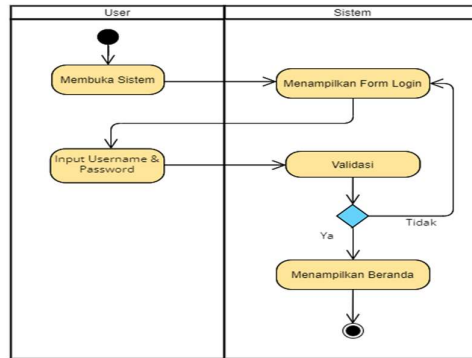 User
Sistem
Membuka Sistem
Menampilkan Form Login
Input Username &
Password
Validasi
Ya
Tidak
Menampilkan Beranda